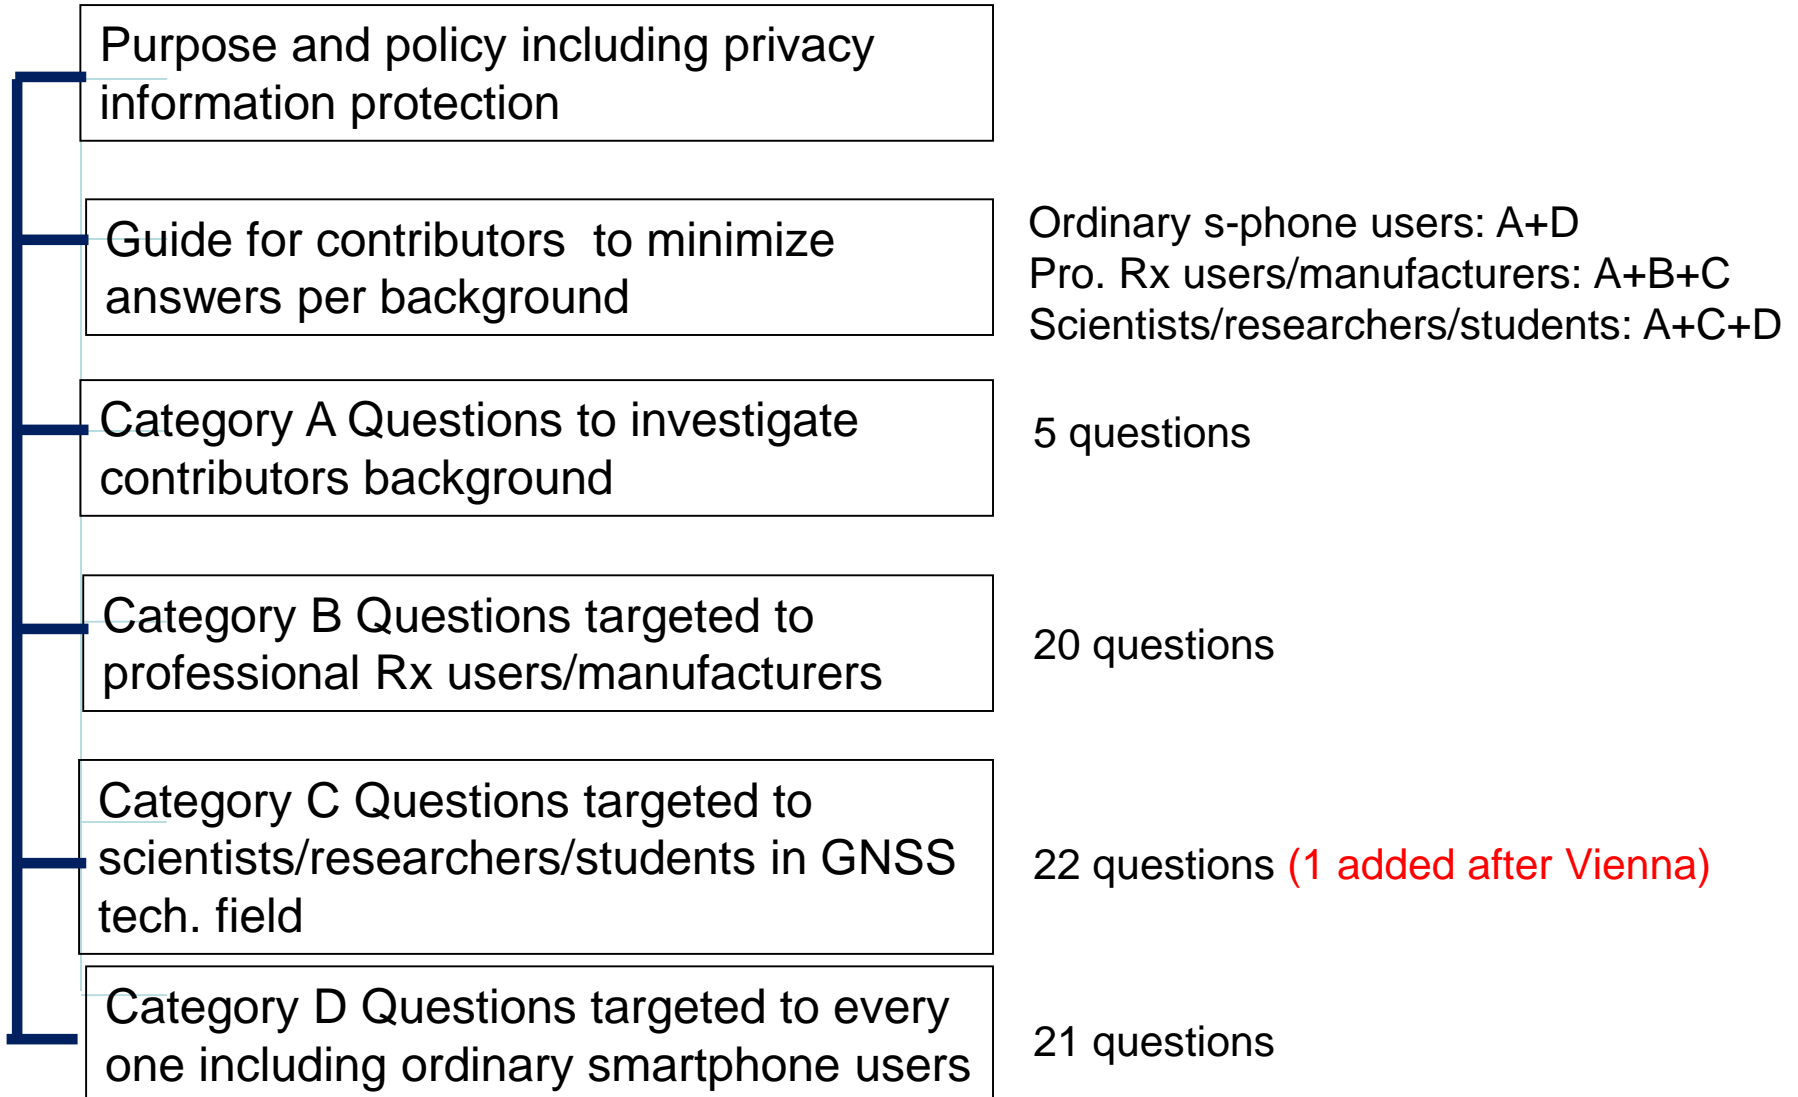 Purpose and policy including privacy
information protection
Guide for contributors  to minimize
answers per background
Ordinary s-phone users: A+D
Pro. Rx users/manufacturers: A+B+C
Scientists/researchers/students: A+C+D
Category A Questions to investigate
contributors background
5 questions
Category B Questions targeted to
professional Rx users/manufacturers
20 questions
Category C Questions targeted to
scientists/researchers/students in GNSS
tech. field
22 questions (1 added after Vienna)
Category D Questions targeted to every
one including ordinary smartphone users
21 questions